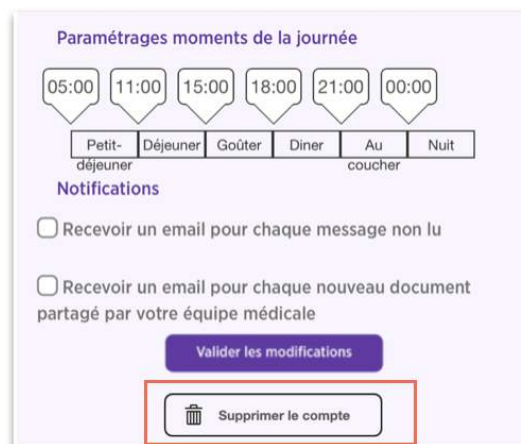 Paramétrages moments de la journée
05:00 11:00 15:00 18:00 21:00 00:00
Petit- Déjeuner Goûter Diner Au Nuit
déjeuner coucher
Notifications
Recevoir un email pour chaque message non lu
Recevoir un email pour chaque nouveau document
partagé par votre équipe médicale
Valider les modifications
Supprimer le compte